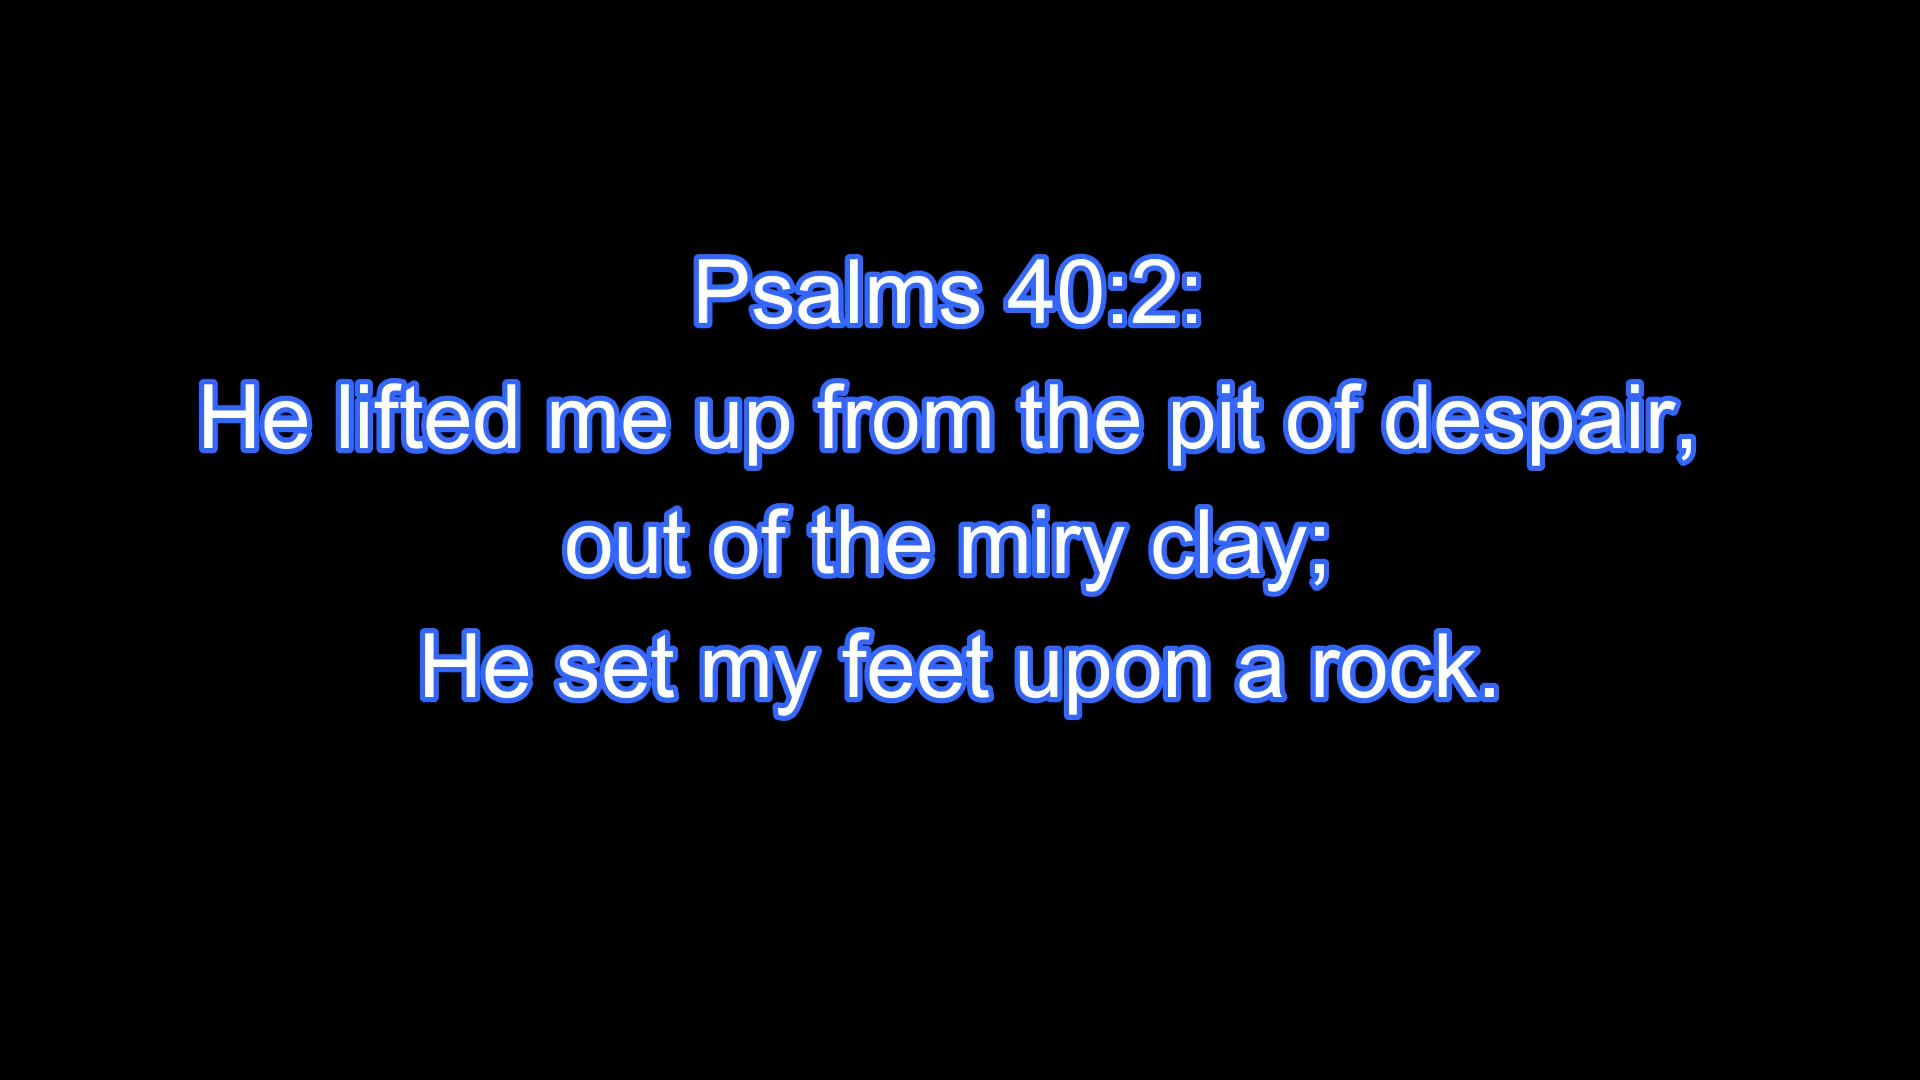 Psalms 40:2:
He lifted me up from the pit of despair,
out of the miry clay;
He set my feet upon a rock.